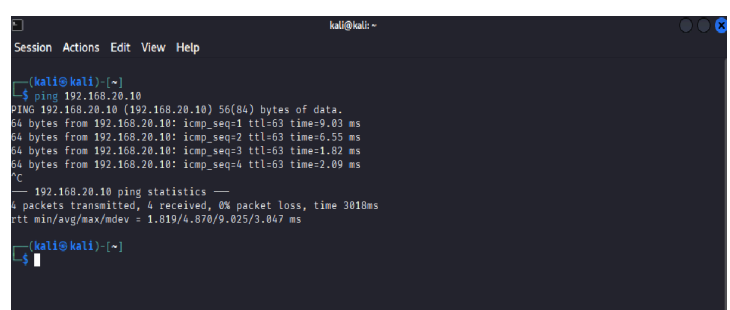 kali@kali: ~
Session Actions Edit View Help
┌──(kali㉿kali)-[~]
└─$ ping 192.168.20.10
PING 192.168.20.10 (192.168.20.10) 56(84) bytes of data.
64 bytes from 192.168.20.10: icmp_seq=1 ttl=63 time=9.03 ms
64 bytes from 192.168.20.10: icmp_seq=2 ttl=63 time=6.55 ms
64 bytes from 192.168.20.10: icmp_seq=3 ttl=63 time=1.82 ms
64 bytes from 192.168.20.10: icmp_seq=4 ttl=63 time=2.09 ms
^C
--- 192.168.20.10 ping statistics ---
4 packets transmitted, 4 received, 0% packet loss, time 3018ms
rtt min/avg/max/mdev = 1.819/4.870/9.025/3.047 ms
┌──(kali㉿kali)-[~]
└─$